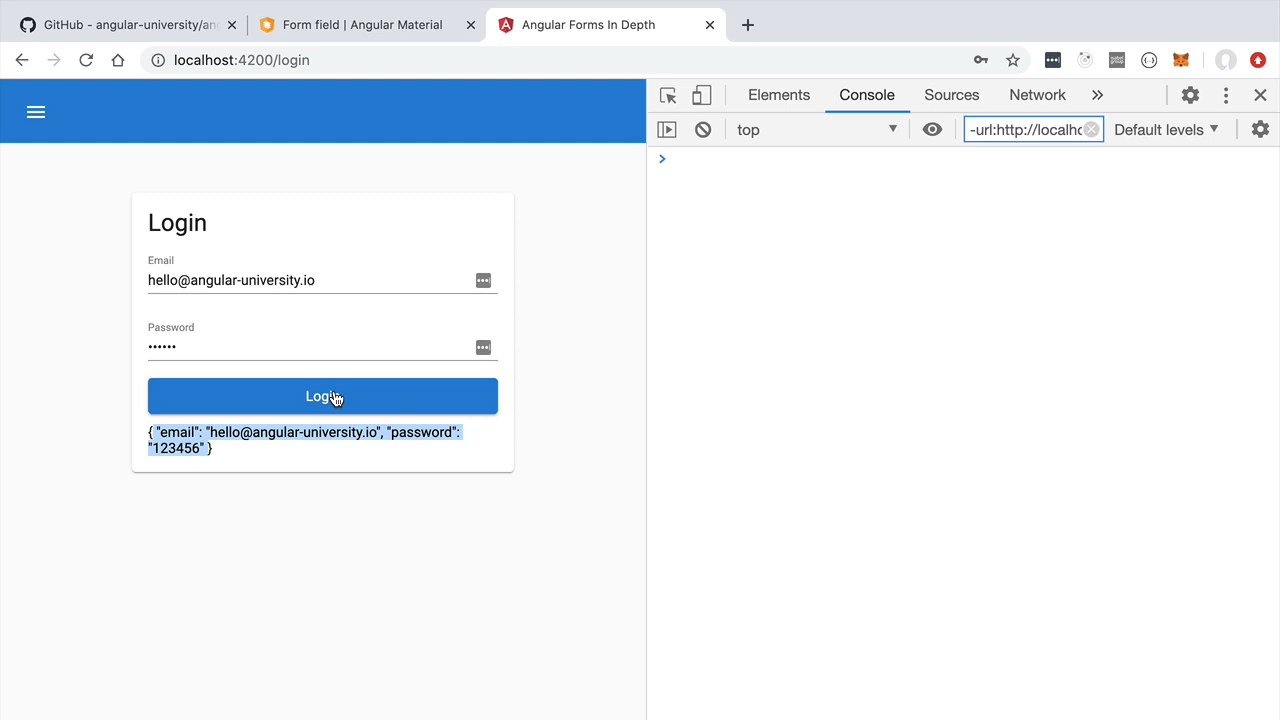 GitHub - angular-university/an
Form field | Angular Material
Angular Forms In Depth
localhost:4200/login
Elements
Console
Sources
Network
top
-url:http://localho
Default levels
Login
Email
hello@angular-university.io
Password
••••••
Login
{ "email": "hello@angular-university.io", "password":
"123456" }